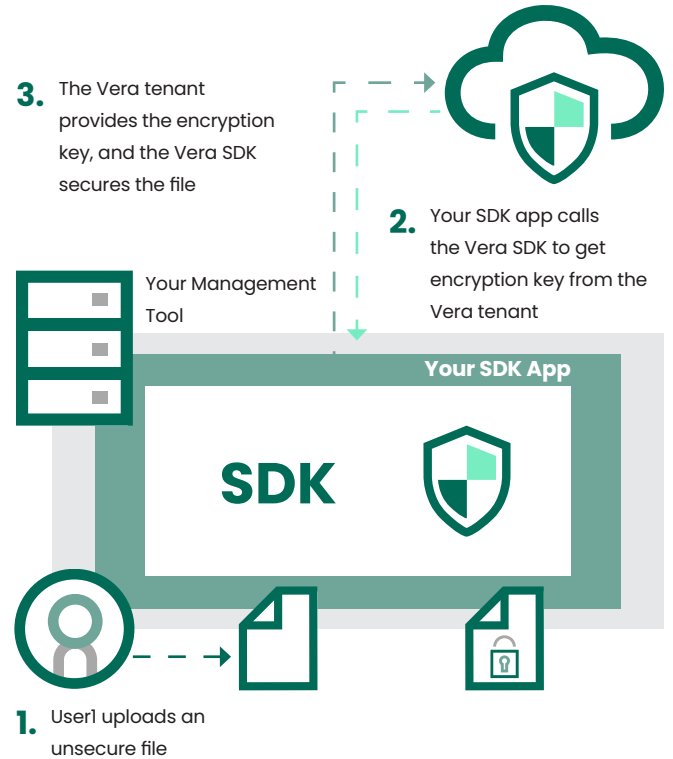 3. The Vera tenant
provides the encryption
key, and the Vera SDK
secures the file
2. Your SDK app calls
the Vera SDK to get
encryption key from the
Vera tenant
Your Management
Tool
Your SDK App
SDK
1. User1 uploads an
unsecure file